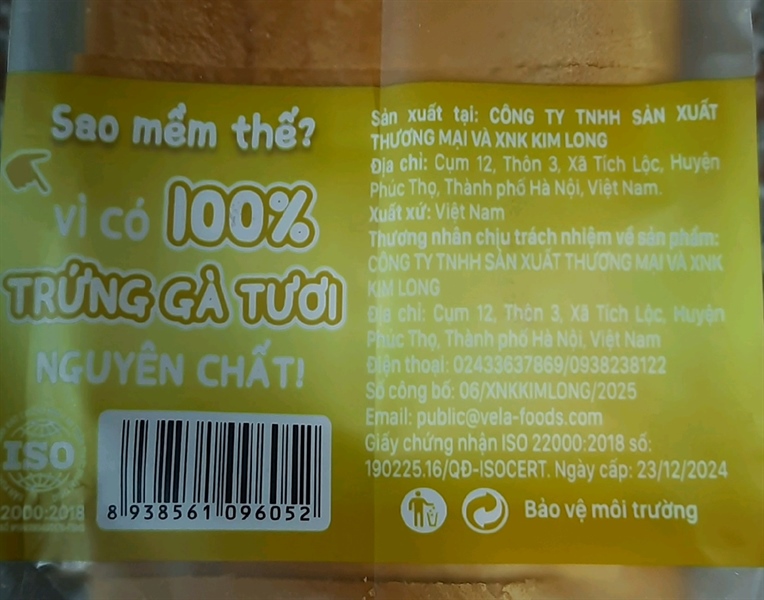 Sao mềm thế?
vì có 100%
TRỨNG GÀ TƯƠI
NGUYÊN CHẤT!
ISO
2000:2018
8 938561 096052
Sản xuất tại: CÔNG TY TNHH SẢN XUẤT
THƯƠNG MẠI VÀ XNK KIM LONG
Địa chỉ: Cụm 12, Thôn 3, Xã Tích Lộc, Huyện
Phúc Thọ, Thành phố Hà Nội, Việt Nam.
Xuất xứ: Việt Nam
Thương nhân chịu trách nhiệm về sản phẩm:
CÔNG TY TNHH SẢN XUẤT THƯƠNG MẠI VÀ XNK
KIM LONG
Địa chỉ: Cụm 12, Thôn 3, Xã Tích Lộc, Huyện
Phúc Thọ, Thành phố Hà Nội, Việt Nam
Điện thoại: 02433637869/0938238122
Số công bố: 06/XNKKIMLONG/2025
Email: public@vela-foods.com
Giấy chứng nhận ISO 22000:2018 số:
190225.16/QĐ-ISOCERT. Ngày cấp: 23/12/2024
Bảo vệ môi trường